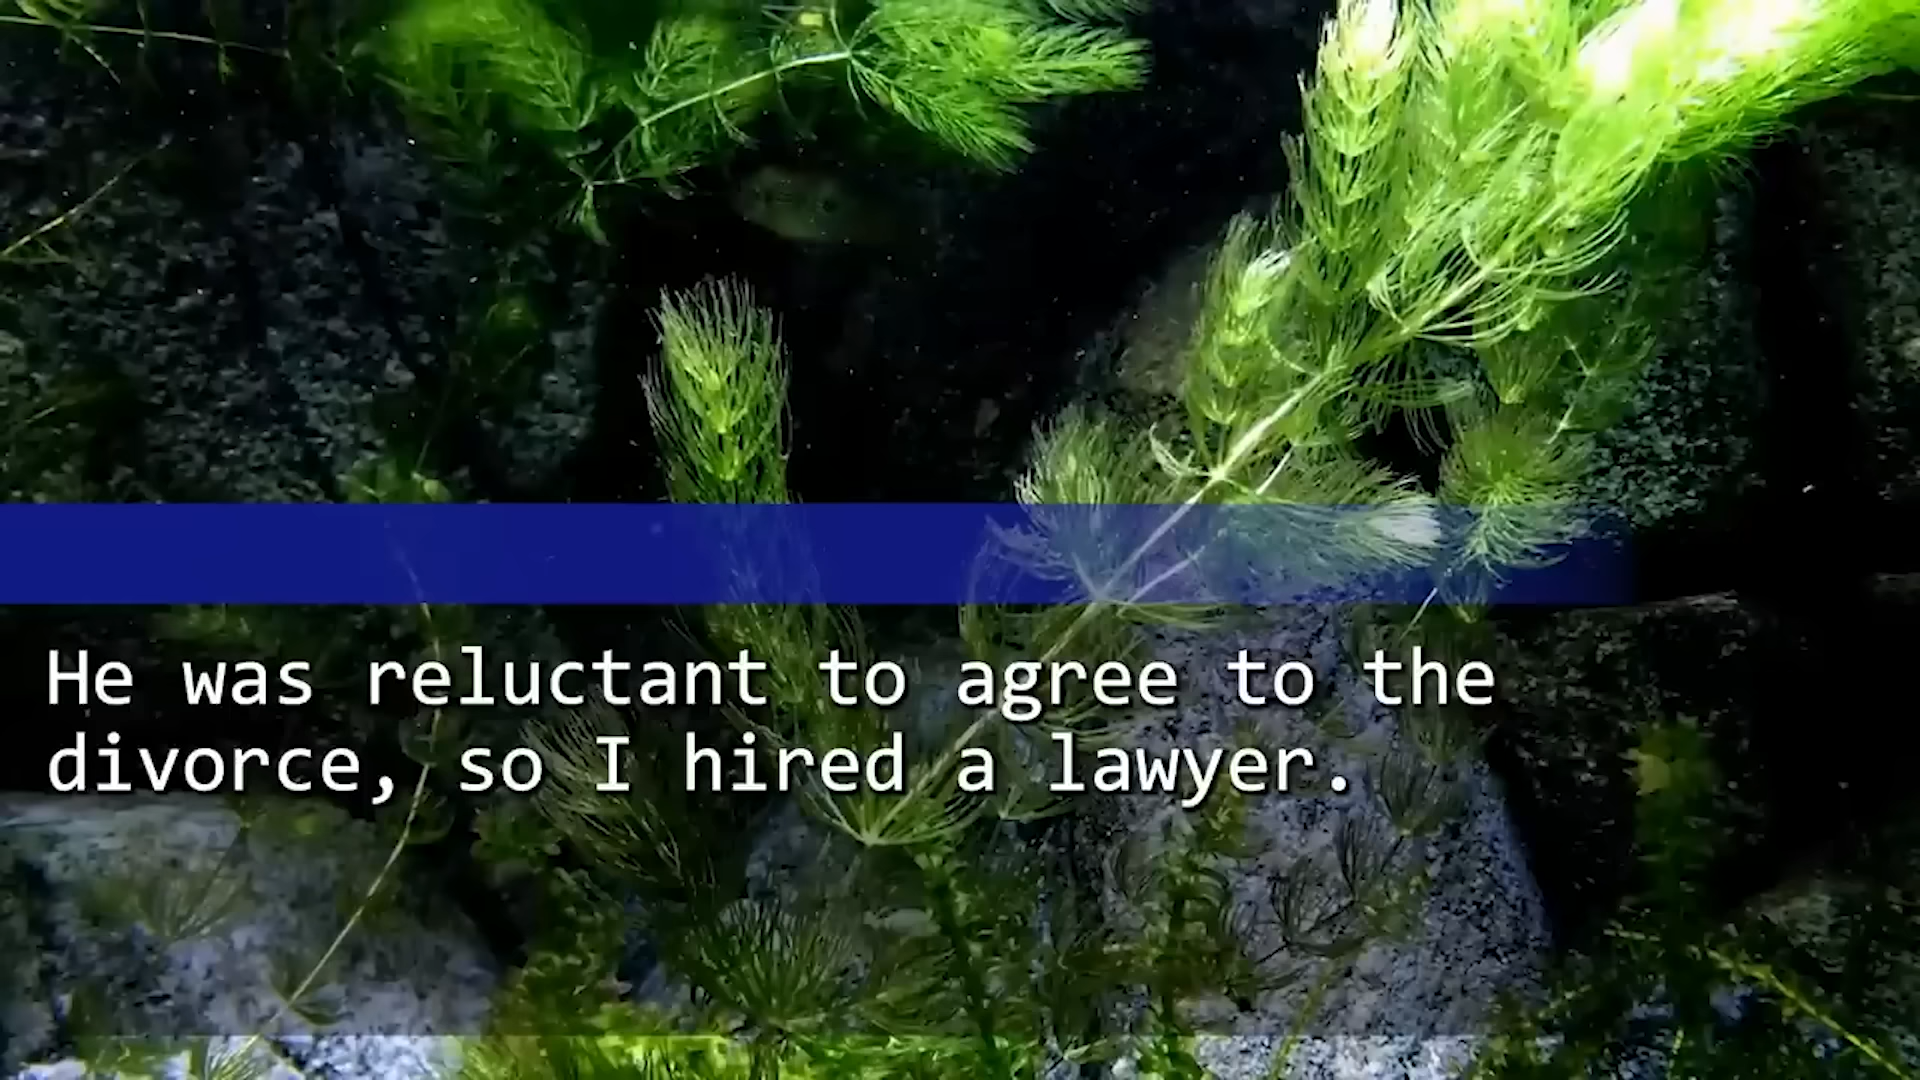 He was reluctant to agree to the
divorce, so I hired a lawyer.